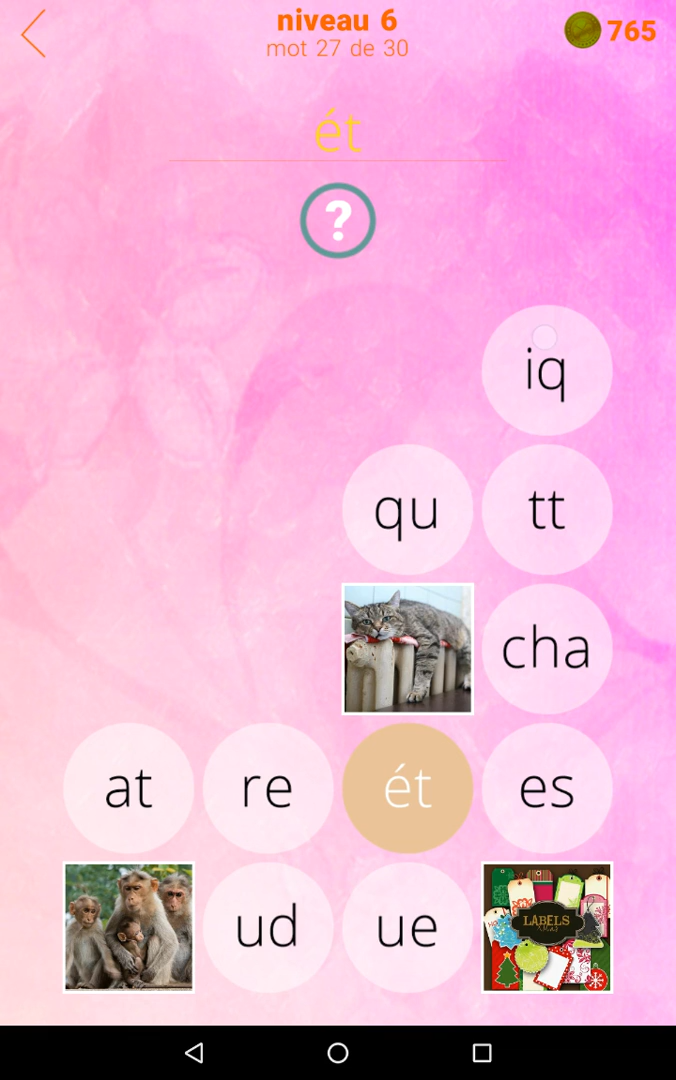 niveau 6
mot 27 de 30
765
ét
?
iq
qu tt
cha
at re ét es
ud ue
LABELS